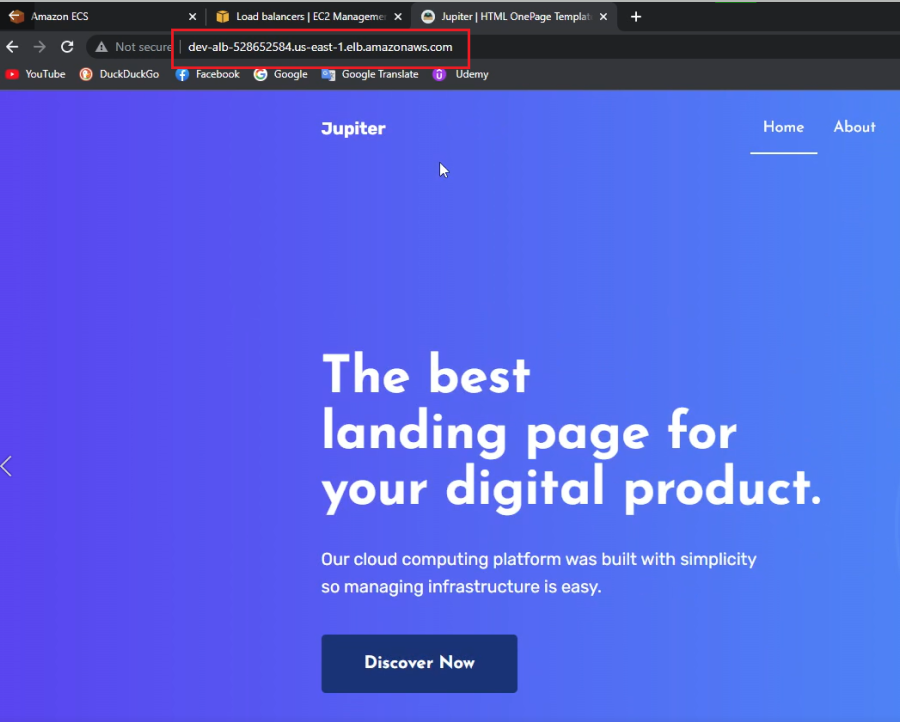 Amazon ECS
Load balancers | EC2 Manageme
Jupiter | HTML OnePage Templat
Not secure
dev-alb-528652584.us-east-1.elb.amazonaws.com
YouTube
DuckDuckGo
Facebook
Google
Google Translate
Udemy
Jupiter
Home
About
The best
landing page for
your digital product.
Our cloud computing platform was built with simplicity
so managing infrastructure is easy.
Discover Now